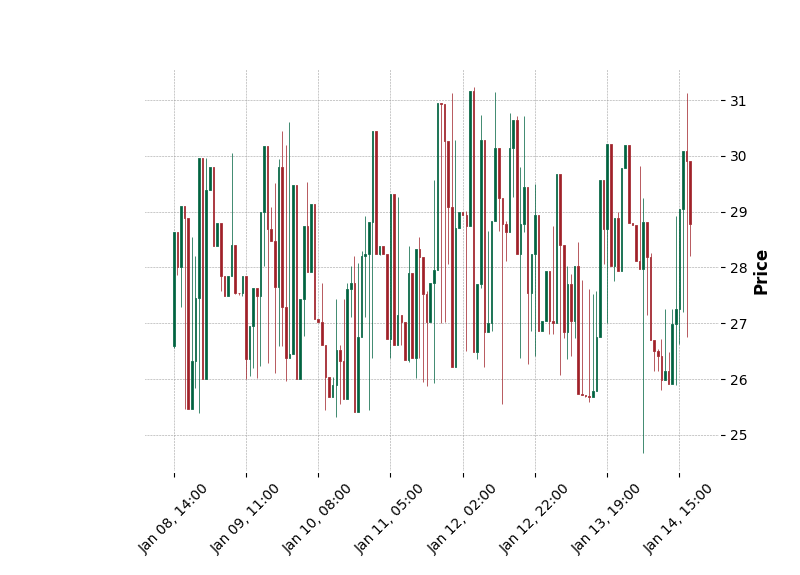 31
30
29
28
27
26
25
Price
Jan 08, 14:00
Jan 09, 11:00
Jan 10, 08:00
Jan 11, 05:00
Jan 12, 02:00
Jan 12, 22:00
Jan 13, 19:00
Jan 14, 15:00